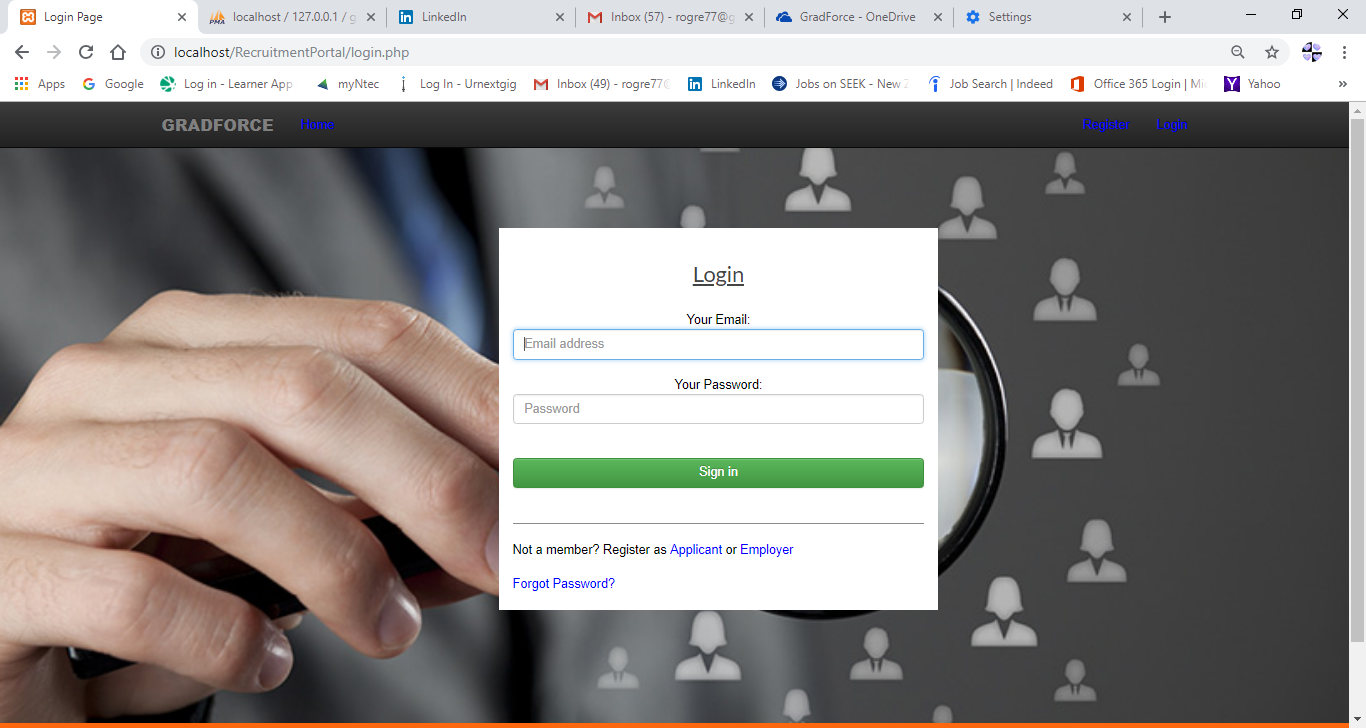 Login Page localhost / 127.0.0.1 / g LinkedIn Inbox (57) - rogre77@g GradForce - OneDrive Settings
localhost/RecruitmentPortal/login.php
Apps Google Log in - Learner App myNtec Log In - Urnextgig Inbox (49) - rogre77@ LinkedIn Jobs on SEEK - New Z Job Search | Indeed Office 365 Login | Mi Yahoo »
GRADFORCE Home Register Login
Login
Your Email:
Email address
Your Password:
Password
Sign in
Not a member? Register as Applicant or Employer
Forgot Password?